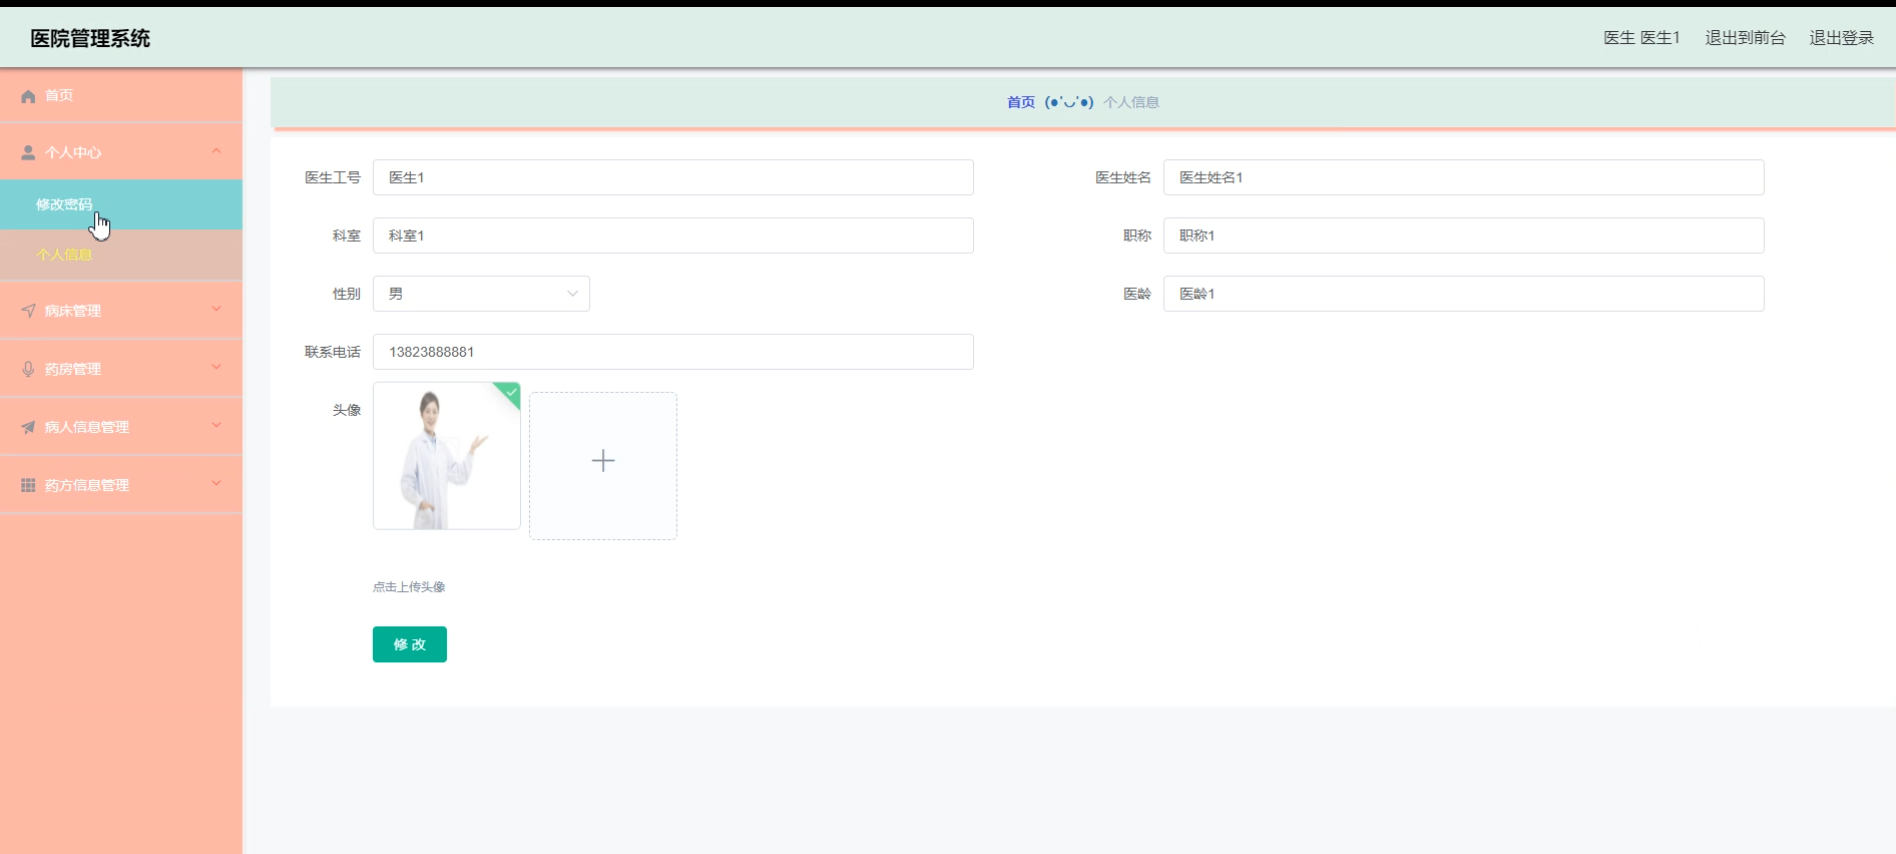 医院管理系统
医生 医生1 退出到前台 退出登录
首页
个人中心
修改密码
个人信息
病床管理
药房管理
病人信息管理
药方信息管理
首页 (●'◡'●) 个人信息
医生工号 医生1
医生姓名 医生姓名1
科室 科室1
职称 职称1
性别 男
医龄 医龄1
联系电话 13823888881
头像
点击上传头像
修改